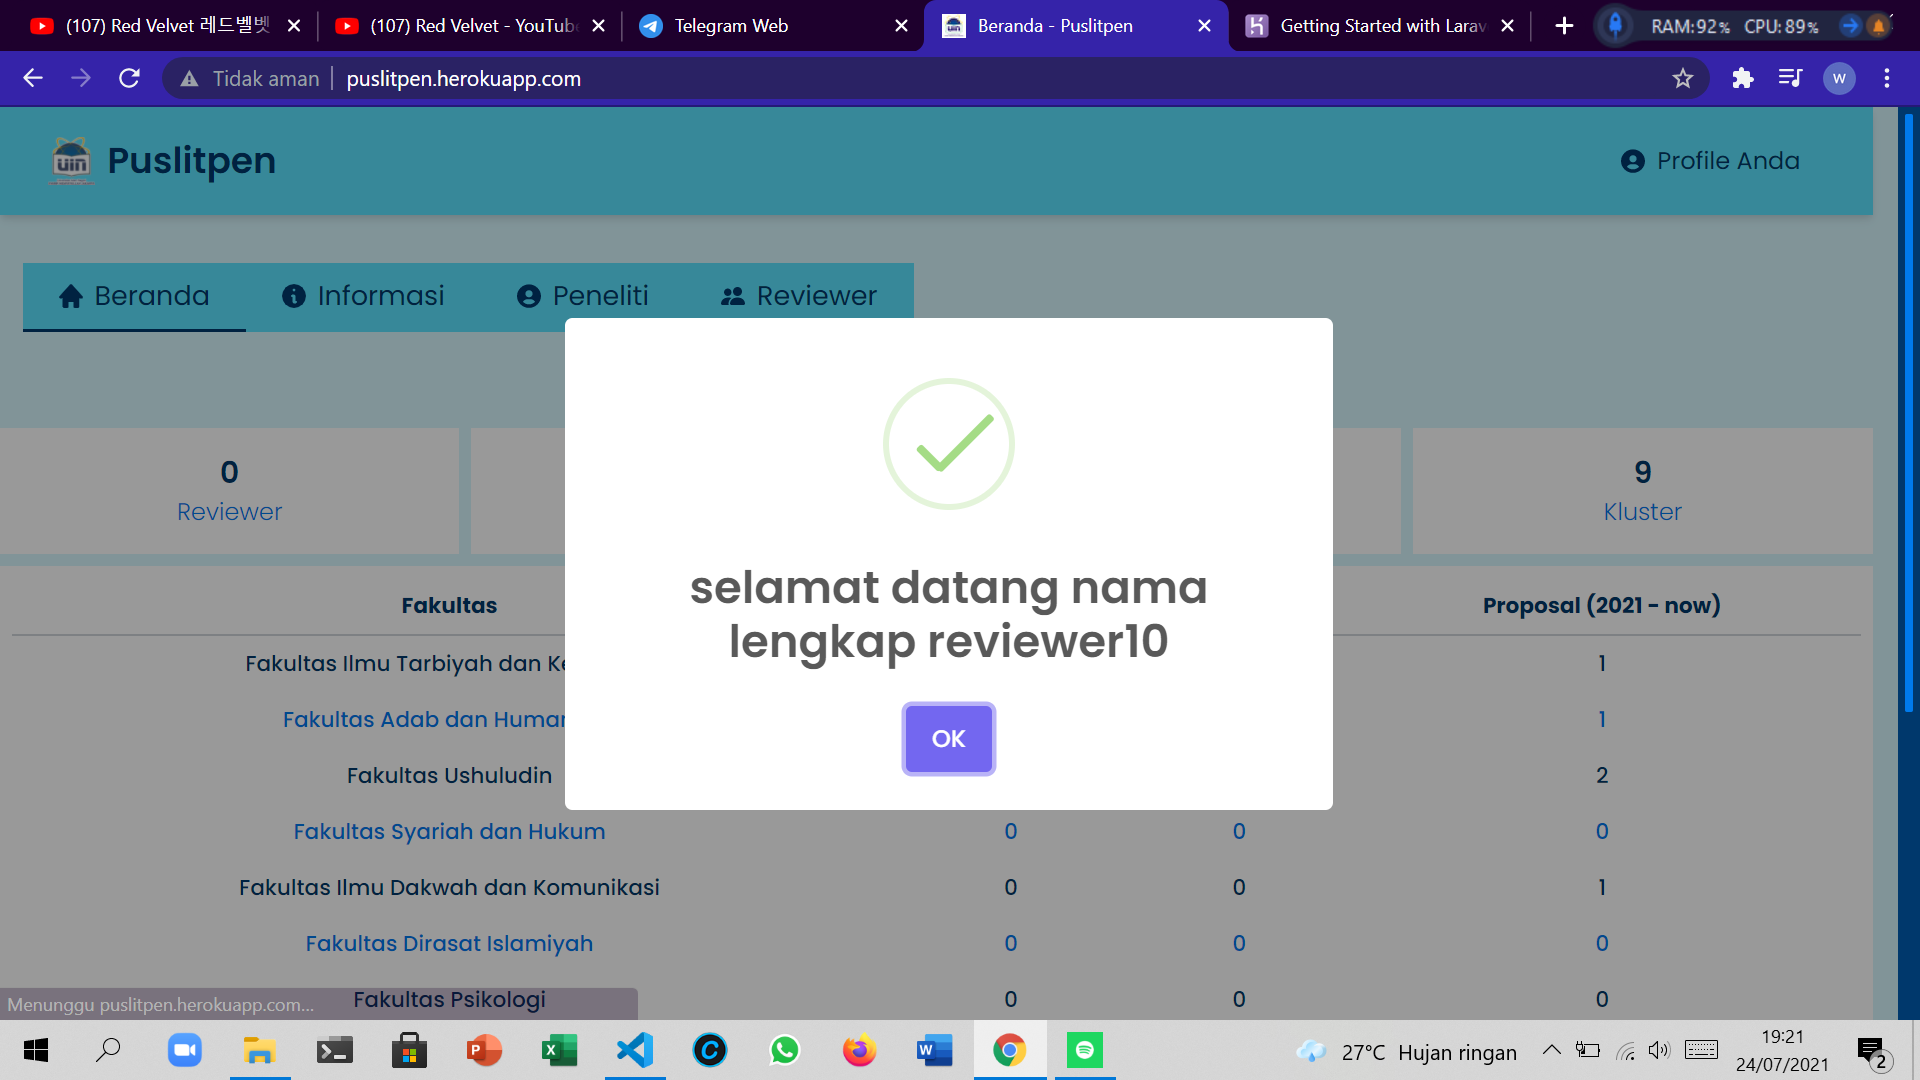 (107) Red Velvet 레드벨벳
(107) Red Velvet - YouTube
Telegram Web
Beranda - Puslitpen
Getting Started with Larav
RAM:92% CPU:89%
Tidak aman
puslitpen.herokuapp.com
W
uin
Puslitpen
Profile Anda
Beranda
Informasi
Peneliti
Reviewer
0
Reviewer
9
Kluster
selamat datang nama
lengkap reviewer10
OK
Fakultas
Proposal (2021 - now)
Fakultas Ilmu Tarbiyah dan Ke
1
Fakultas Adab dan Human
1
Fakultas Ushuludin
2
Fakultas Syariah dan Hukum 0 0 0
Fakultas Ilmu Dakwah dan Komunikasi 0 0 1
Fakultas Dirasat Islamiyah 0 0 0
Fakultas Psikologi 0 0 0
Menunggu puslitpen.herokuapp.com...
27°C Hujan ringan
19:21
24/07/2021
2